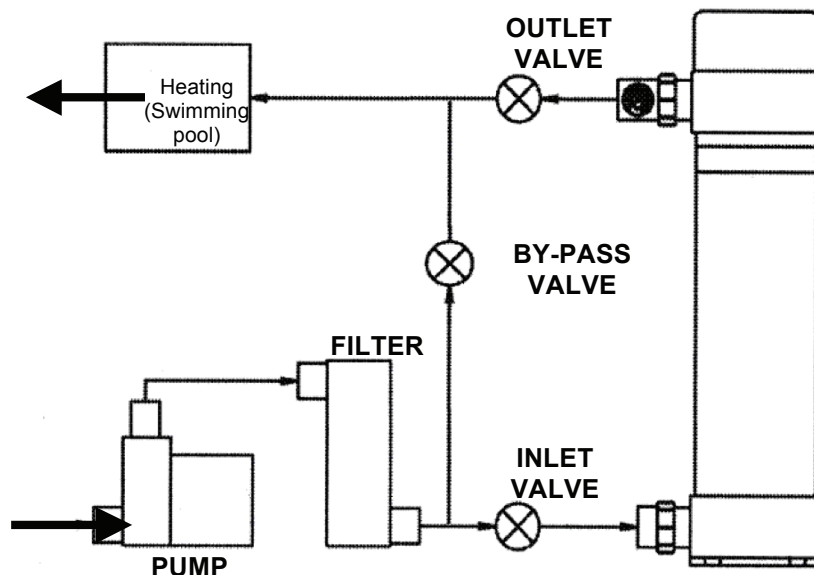 OUTLET
VALVE
Heating
(Swimming
pool)
BY-PASS
VALVE
FILTER
INLET
VALVE
PUMP